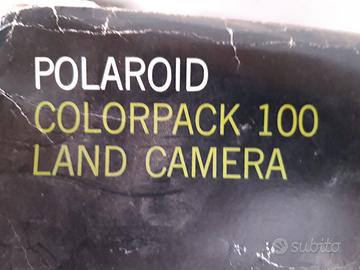 POLAROID
COLORPACK 100
LAND CAMERA
subito